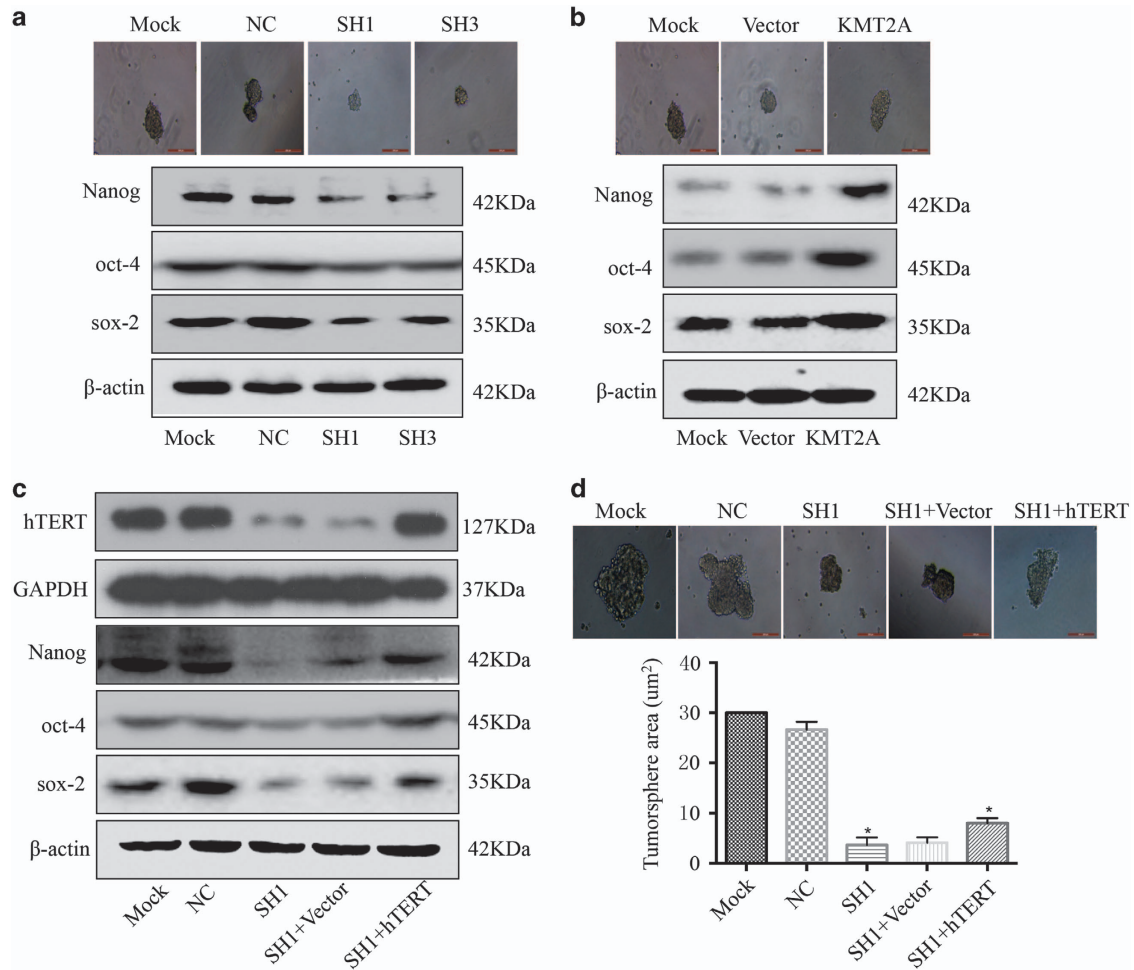 a
Mock NC SH1 SH3
Nanog 42KDa
oct-4 45KDa
sox-2 35KDa
β-actin 42KDa
Mock NC SH1 SH3
b
Mock Vector KMT2A
Nanog 42KDa
oct-4 45KDa
sox-2 35KDa
β-actin 42KDa
Mock Vector KMT2A
c
hTERT 127KDa
GAPDH 37KDa
Nanog 42KDa
oct-4 45KDa
sox-2 35KDa
β-actin 42KDa
Mock NC SH1 SH1+Vector SH1+hTERT
d
Mock NC SH1 SH1+Vector SH1+hTERT
Tumorsphere area (um²)
40
30
20
10
0
* *
Mock NC SH1 SH1+Vector SH1+hTERT